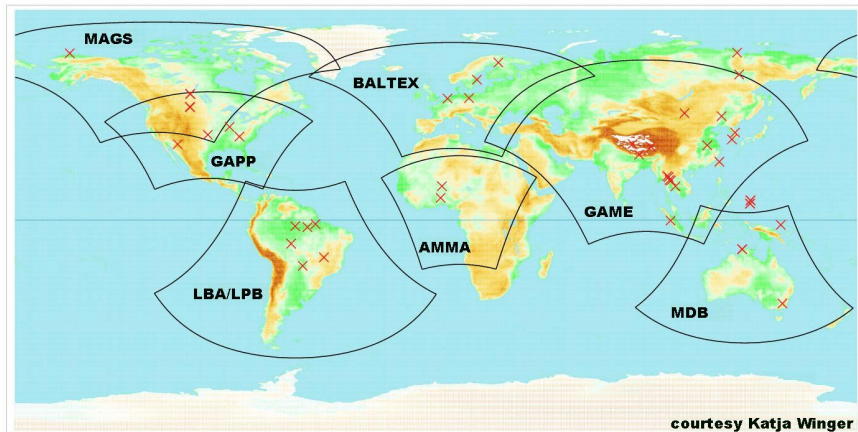 MAGS
BALTEX
GAPP
GAME
AMMA
LBA/LPB
MDB
courtesy Katja Winger